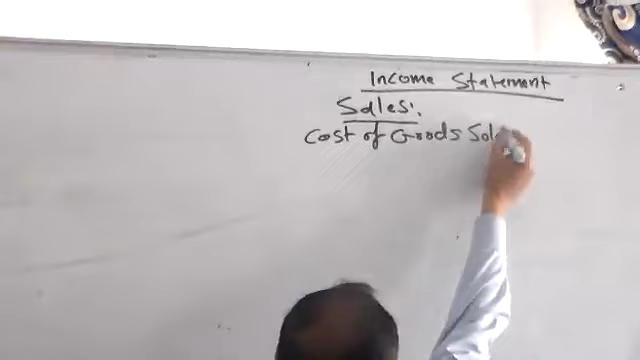 Income Statement
Sales:.
Cost of Goods Sol